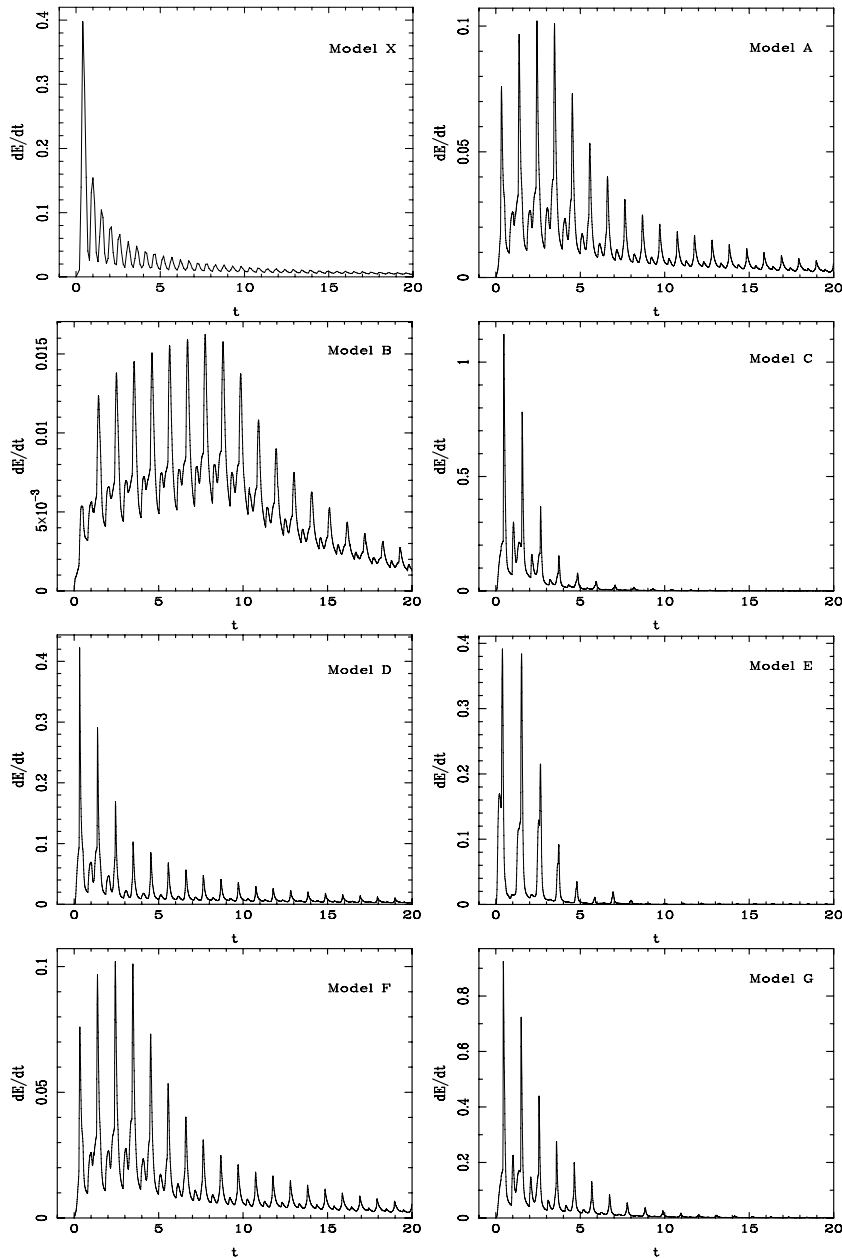 0.4
0.3
0.2
0.1
0
dE/dt
Model X
0 5 10 15 20
t
0.1
0.05
0
dE/dt
Model A
0 5 10 15 20
t
0.015
0.01
5×10⁻³
0
dE/dt
Model B
0 5 10 15 20
t
1
0.5
0
dE/dt
Model C
0 5 10 15 20
t
0.4
0.3
0.2
0.1
0
dE/dt
Model D
0 5 10 15 20
t
0.4
0.3
0.2
0.1
0
dE/dt
Model E
0 5 10 15 20
t
0.1
0.05
0
dE/dt
Model F
0 5 10 15 20
t
0.8
0.6
0.4
0.2
0
dE/dt
Model G
0 5 10 15 20
t